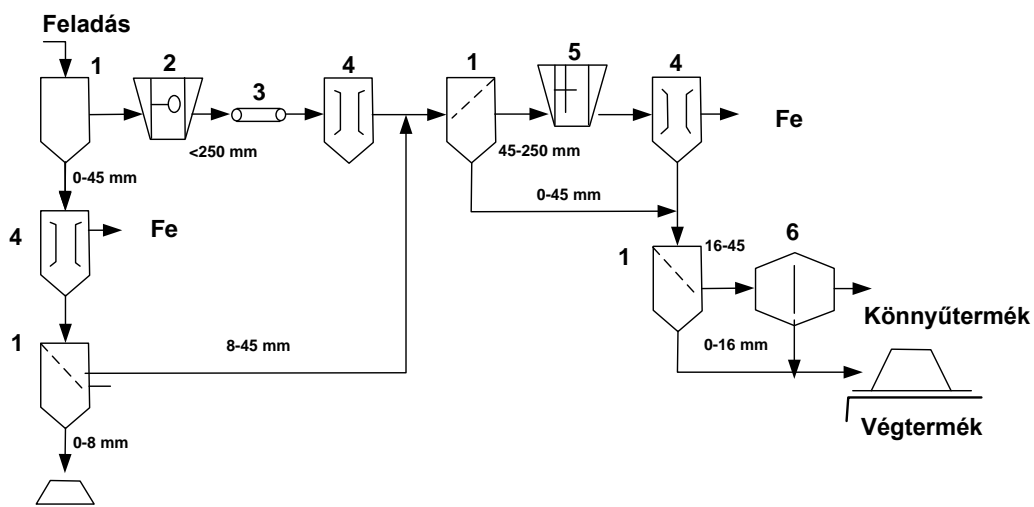 Feladás
1
2
3
4
1
5
4
Fe
<250 mm
45-250 mm
0-45 mm
0-45 mm
4
Fe
1
16-45
6
Könnyűtermék
1
8-45 mm
0-16 mm
Végtermék
0-8 mm